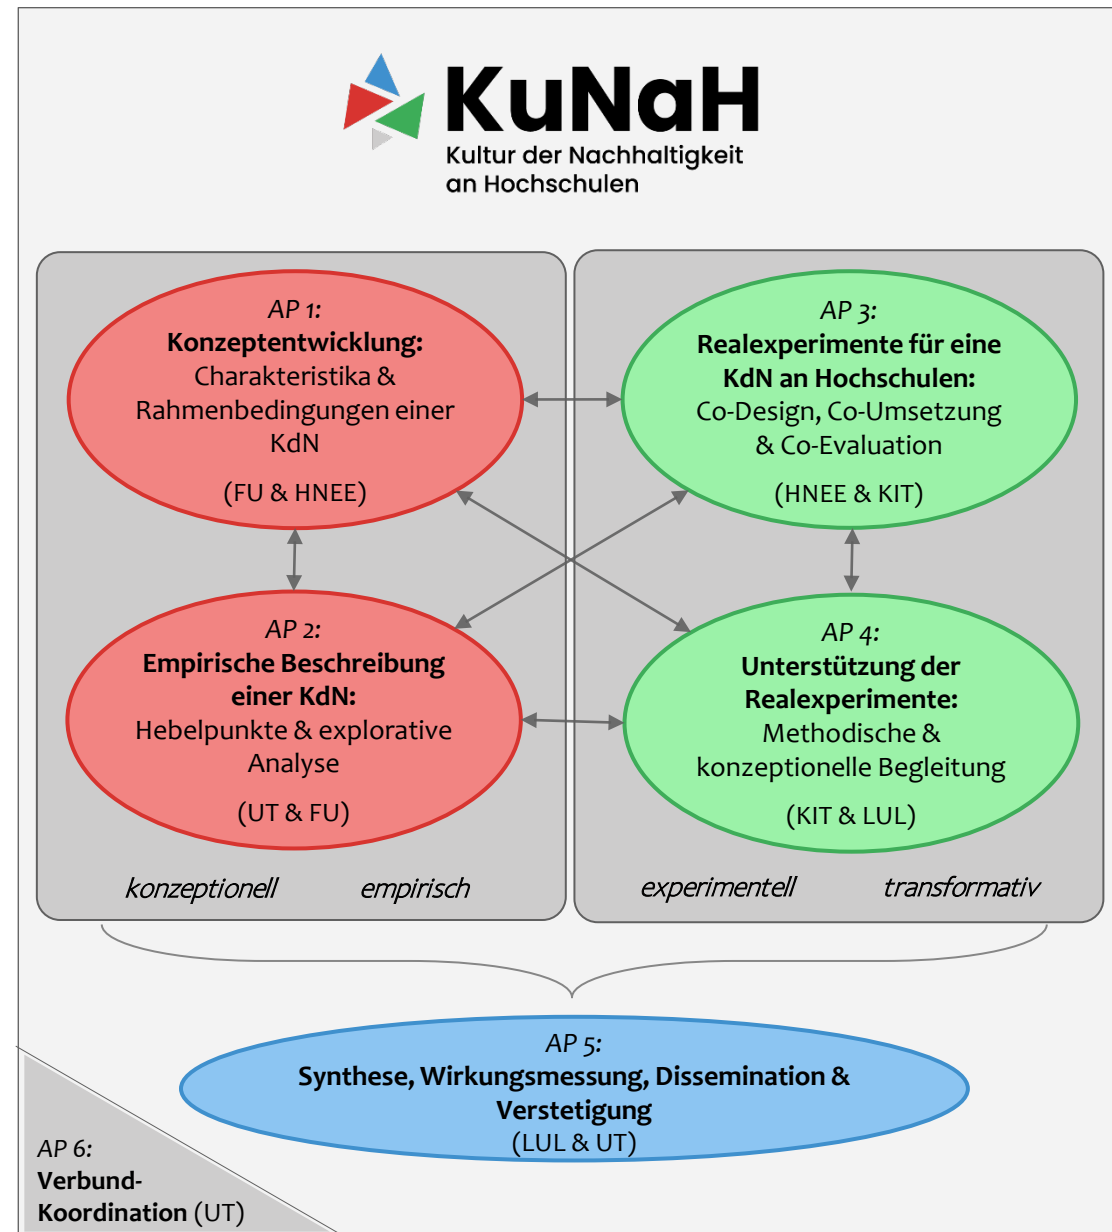 KuNaH
Kultur der Nachhaltigkeit
an Hochschulen
AP 1:
Konzeptentwicklung:
Charakteristika &
Rahmenbedingungen einer
KdN
(FU & HNEE)
AP 3:
Realexperimente für eine
KdN an Hochschulen:
Co-Design, Co-Umsetzung
& Co-Evaluation
(HNEE & KIT)
AP 2:
Empirische Beschreibung
einer KdN:
Hebelpunkte & explorative
Analyse
(UT & FU)
AP 4:
Unterstützung der
Realexperimente:
Methodische &
konzeptionelle Begleitung
(KIT & LUL)
konzeptionell empirisch
experimentell transformativ
AP 5:
Synthese, Wirkungsmessung, Dissemination &
Verstetigung
(LUL & UT)
AP 6:
Verbund-
Koordination (UT)